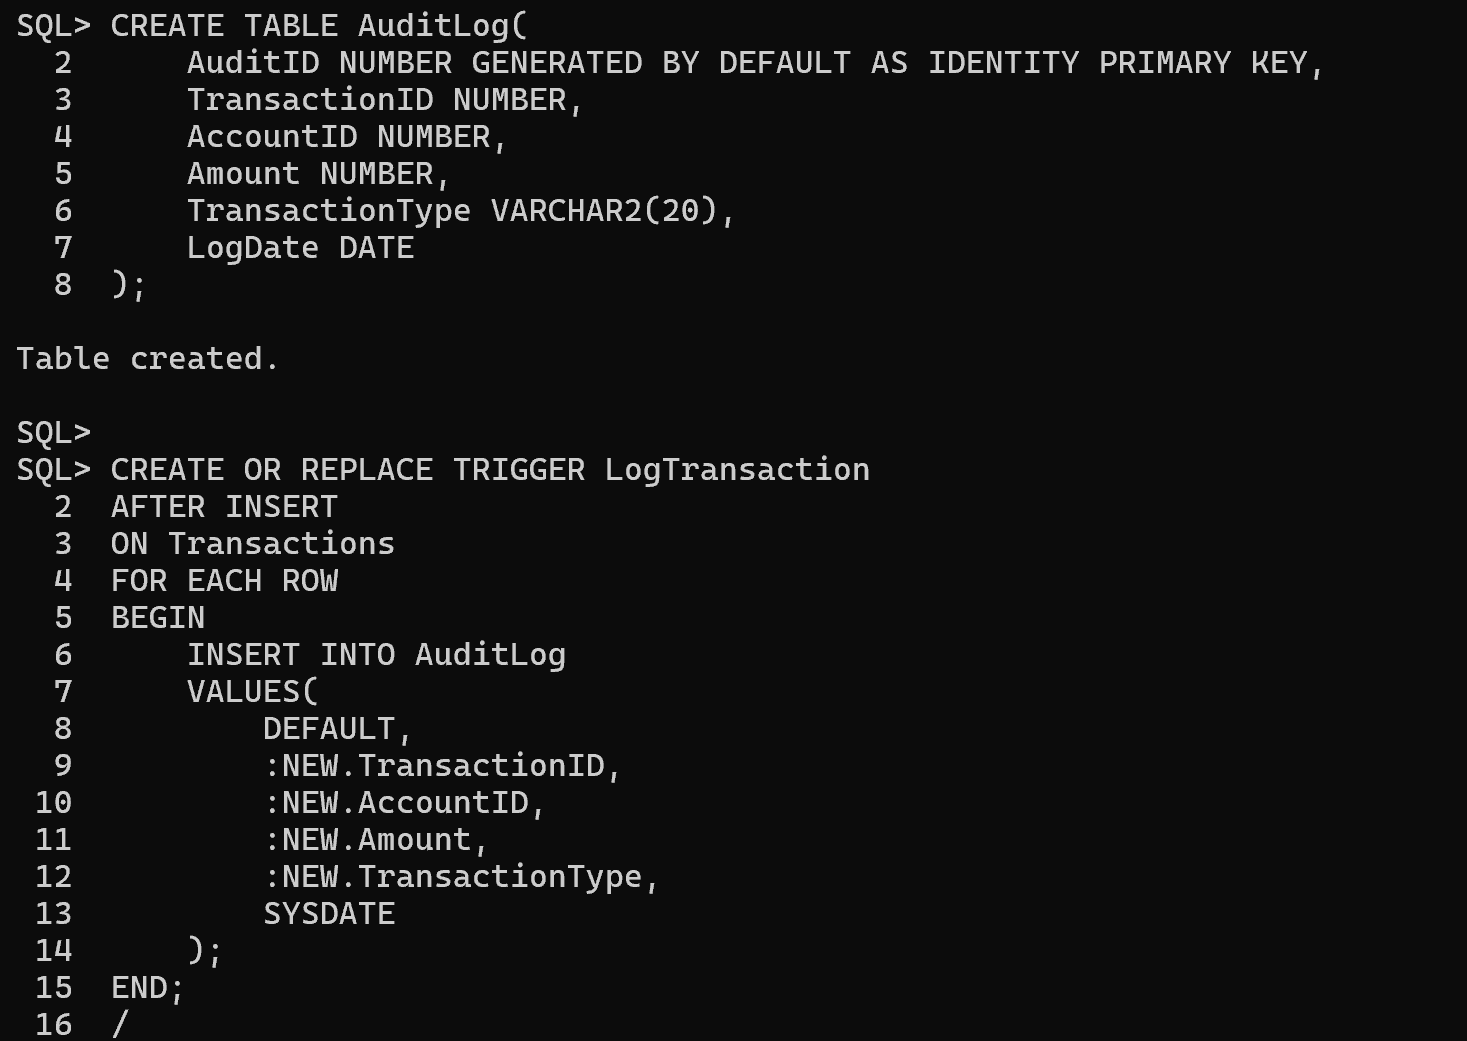 SQL> CREATE TABLE AuditLog(
  2      AuditID NUMBER GENERATED BY DEFAULT AS IDENTITY PRIMARY KEY,
  3      TransactionID NUMBER,
  4      AccountID NUMBER,
  5      Amount NUMBER,
  6      TransactionType VARCHAR2(20),
  7      LogDate DATE
  8  );

Table created.

SQL>
SQL> CREATE OR REPLACE TRIGGER LogTransaction
  2  AFTER INSERT
  3  ON Transactions
  4  FOR EACH ROW
  5  BEGIN
  6      INSERT INTO AuditLog
  7      VALUES(
  8          DEFAULT,
  9          :NEW.TransactionID,
 10          :NEW.AccountID,
 11          :NEW.Amount,
 12          :NEW.TransactionType,
 13          SYSDATE
 14      );
 15  END;
 16  /